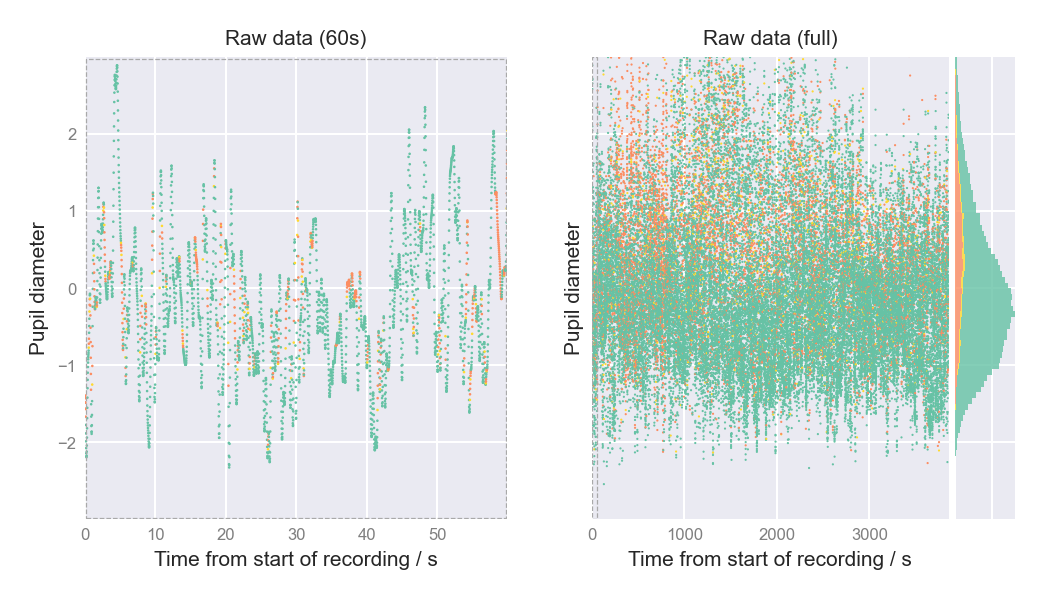 Raw data (60s)
Pupil diameter
2
1
0
−1
−2
0 10 20 30 40 50
Time from start of recording / s
Raw data (full)
Pupil diameter
0 1000 2000 3000
Time from start of recording / s